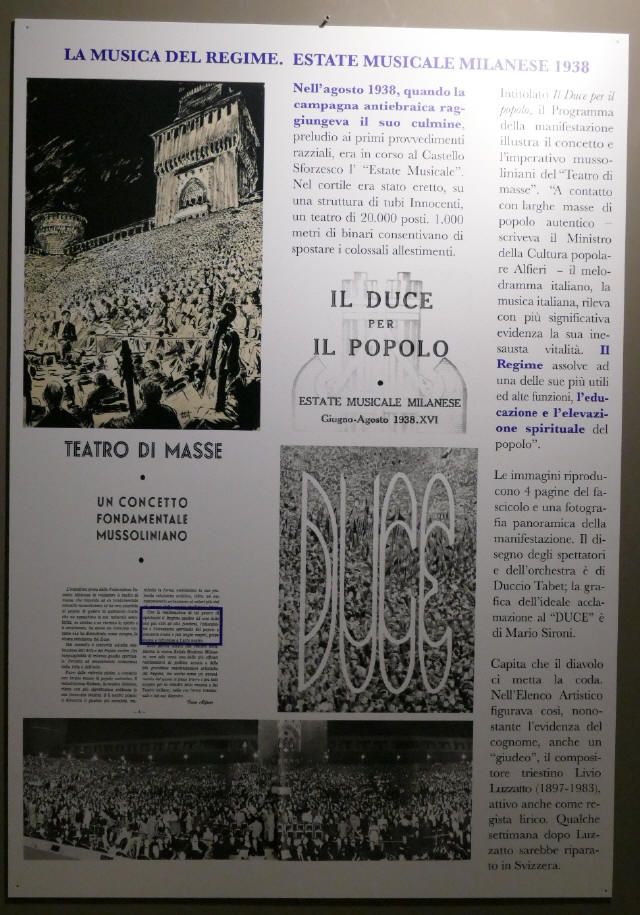 LA MUSICA DEL REGIME. ESTATE MUSICALE MILANESE 1938
Nell'agosto 1938, quando la
campagna antiebraica rag-
giungeva il suo culmine,
preludio ai primi provvedimenti
razziali, era in corso al Castello
Sforzesco l' "Estate Musicale".
Nel cortile era stato eretto, su
una struttura di tubi Innocenti,
un teatro di 20.000 posti. 1.000
metri di binari consentivano di
spostare i colossali allestimenti.
IL DUCE
PER
IL POPOLO
ESTATE MUSICALE MILANESE
Giugno-Agosto 1938.XVI
TEATRO DI MASSE
UN CONCETTO
FONDAMENTALE
MUSSOLINIANO
DUCE
Intitolato Il Duce per il
popolo, il Programma
della manifestazione
illustra il concetto e
l'imperativo musso-
liniani del "Teatro di
masse". "A contatto
con larghe masse di
popolo autentico –
scriveva il Ministro
della Cultura popola-
re Alfieri – il melo-
dramma italiano, la
musica italiana, rileva
con più significativa
evidenza la sua ine-
sausta vitalità. Il
Regime assolve ad
una delle sue più utili
ed alte funzioni, l'edu-
cazione e l'elevazi-
one spirituale del
popolo".
Le immagini riprodu-
cono 4 pagine del fa-
scicolo e una fotogra-
fia panoramica della
manifestazione. Il di-
segno degli spettatori
e dell'orchestra è di
Duccio Tabet; la gra-
fica dell'ideale accla-
mazione al "DUCE" è
di Mario Sironi.
Capita che il diavolo
ci metta la coda.
Nell'Elenco Artistico
figurava così, nono-
stante l'evidenza del
cognome, anche un
"giudeo", il composi-
tore triestino Livio
Luzzatto (1897-1983),
attivo anche come re-
gista lirico. Qualche
settimana dopo Luz-
zatto sarebbe ripara-
to in Svizzera.